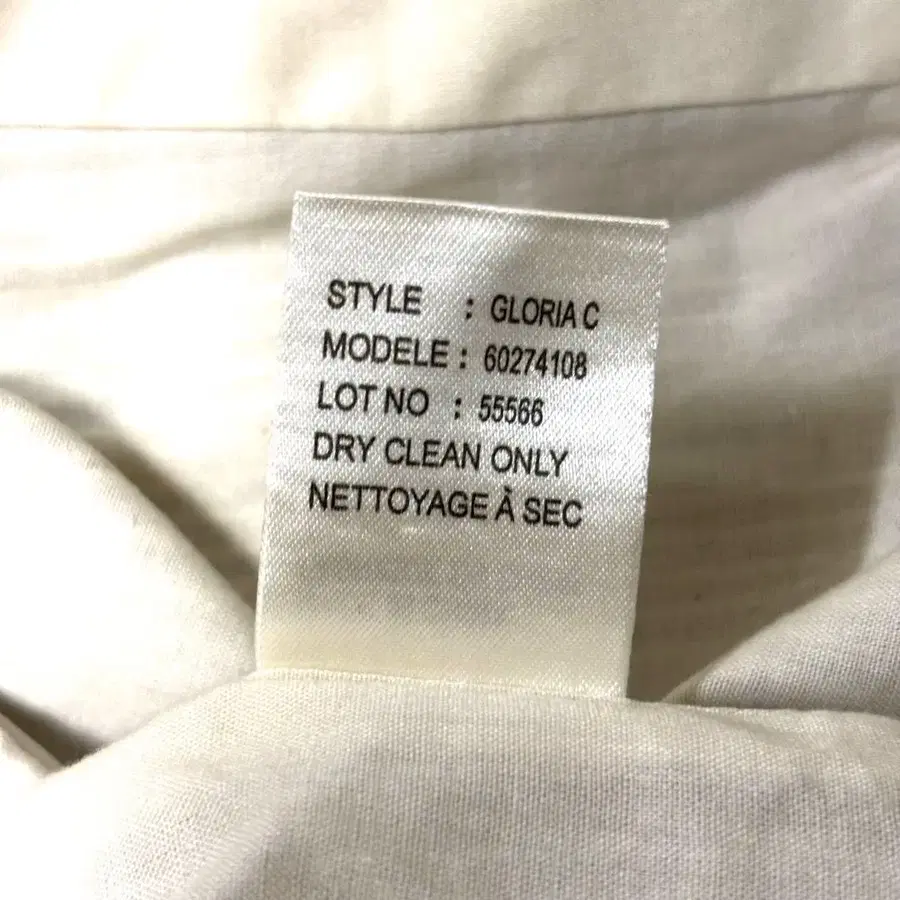 STYLE : GLORIA C
MODELE : 60274108
LOT NO : 55566
DRY CLEAN ONLY
NETTOYAGE À SEC